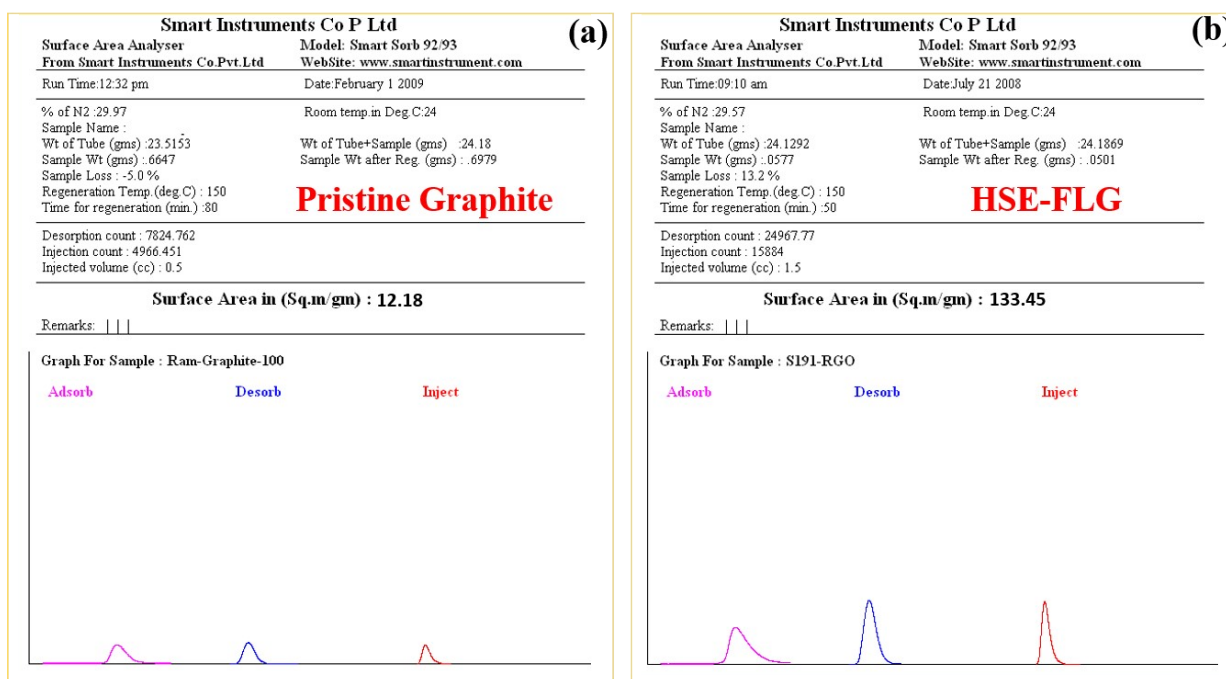 Smart Instruments Co P Ltd
(a)
Surface Area Analyser Model: Smart Sorb 92/93
From Smart Instruments Co.Pvt.Ltd WebSite: www.smartinstrument.com
Run Time:12:32 pm Date:February 1 2009
% of N2 :29.97 Room temp.in Deg.C:24
Sample Name :
Wt of Tube (gms) :23.5153 Wt of Tube+Sample (gms) :24.18
Sample Wt (gms) :.6647 Sample Wt after Reg. (gms) : .6979
Sample Loss : -5.0 %
Regeneration Temp.(deg.C) : 150
Time for regeneration (min.) :80
Pristine Graphite
Desorption count : 7824.762
Injection count : 4966.451
Injected volume (cc) : 0.5
Surface Area in (Sq.m/gm) : 12.18
Remarks: | | |
Graph For Sample : Ram-Graphite-100
Adsorb Desorb Inject
Smart Instruments Co P Ltd
(b)
Surface Area Analyser Model: Smart Sorb 92/93
From Smart Instruments Co.Pvt.Ltd WebSite: www.smartinstrument.com
Run Time:09:10 am Date:July 21 2008
% of N2 :29.57 Room temp.in Deg.C:24
Sample Name :
Wt of Tube (gms) :24.1292 Wt of Tube+Sample (gms) :24.1869
Sample Wt (gms) :.0577 Sample Wt after Reg. (gms) : .0501
Sample Loss : 13.2 %
Regeneration Temp.(deg.C) : 150
Time for regeneration (min.) :50
HSE-FLG
Desorption count : 24967.77
Injection count : 15884
Injected volume (cc) : 1.5
Surface Area in (Sq.m/gm) : 133.45
Remarks: | | |
Graph For Sample : S191-RGO
Adsorb Desorb Inject